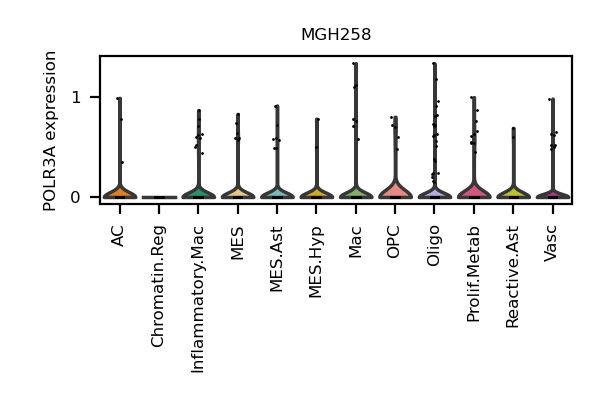 MGH258
POLR3A expression
1
0
AC
Chromatin.Reg
Inflammatory.Mac
MES
MES.Ast
MES.Hyp
Mac
OPC
Oligo
Prolif.Metab
Reactive.Ast
Vasc